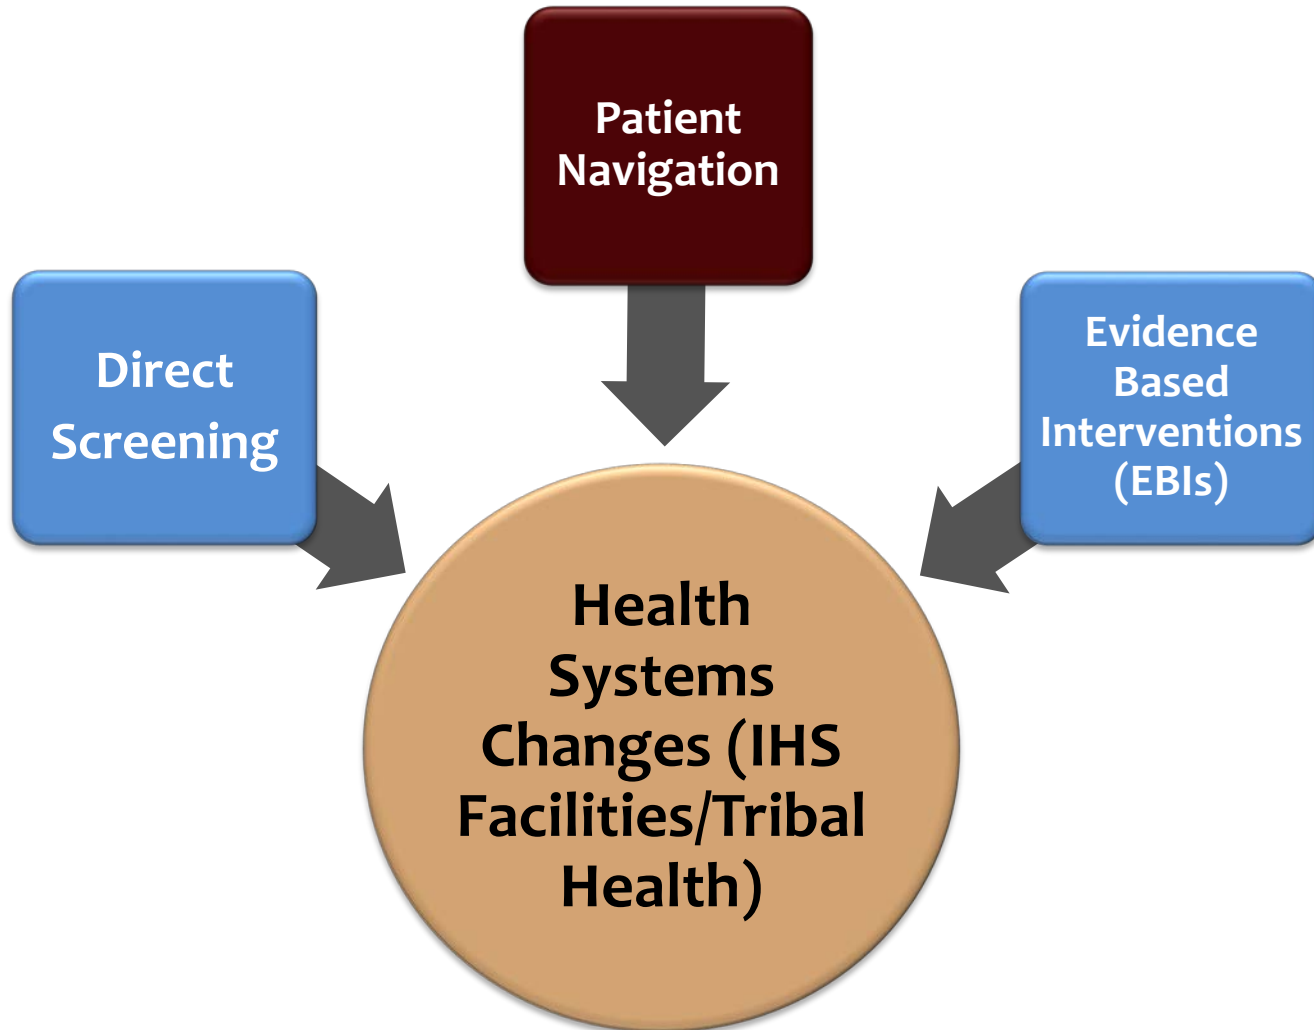 Patient
Navigation
Direct
Screening
Evidence
Based
Interventions
(EBIs)
Health
Systems
Changes (IHS
Facilities/Tribal
Health)